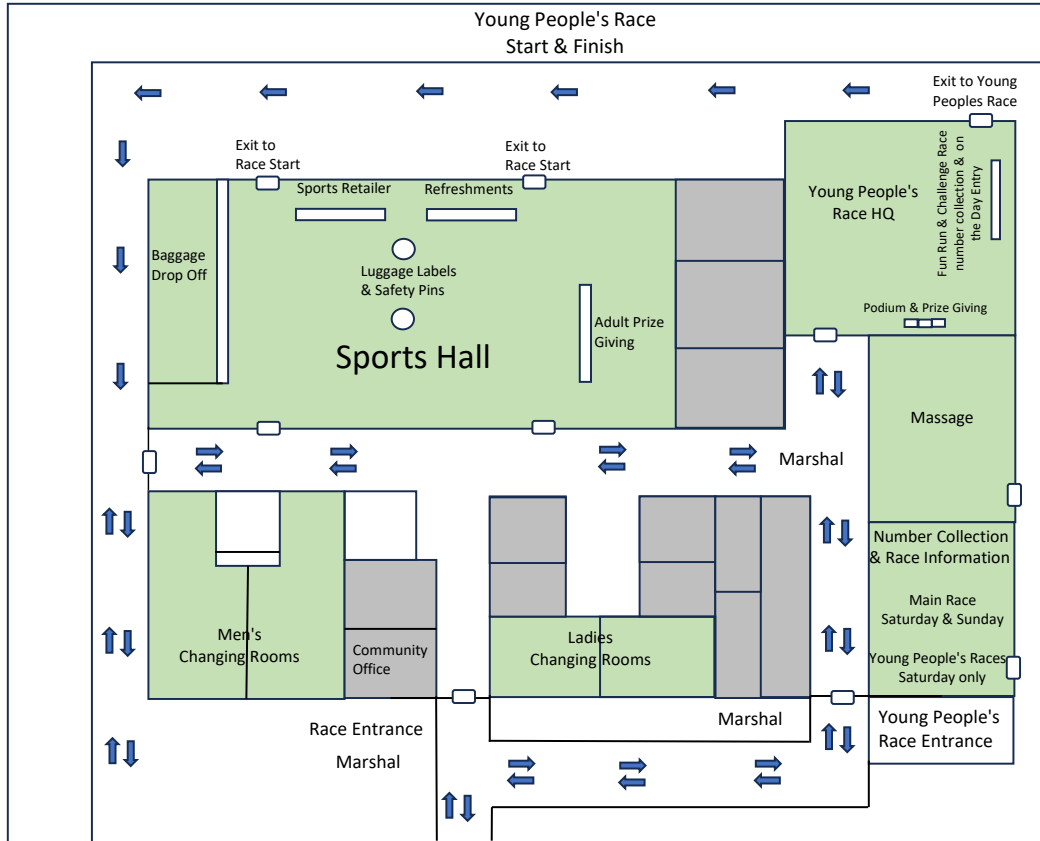 Young People's Race
Start & Finish
Exit to Young
Peoples Race
Exit to
Race Start
Exit to
Race Start
Sports Retailer
Refreshments
Young People's
Race HQ
Fun Run & Challenge Race
number collection & on
the Day Entry
Baggage
Drop Off
Luggage Labels
& Safety Pins
Podium & Prize Giving
Adult Prize
Giving
Sports Hall
Massage
Marshal
Number Collection
& Race Information
Main Race
Saturday & Sunday
Young People's Races
Saturday only
Men's
Changing Rooms
Community
Office
Ladies
Changing Rooms
Race Entrance
Marshal
Marshal
Young People's
Race Entrance